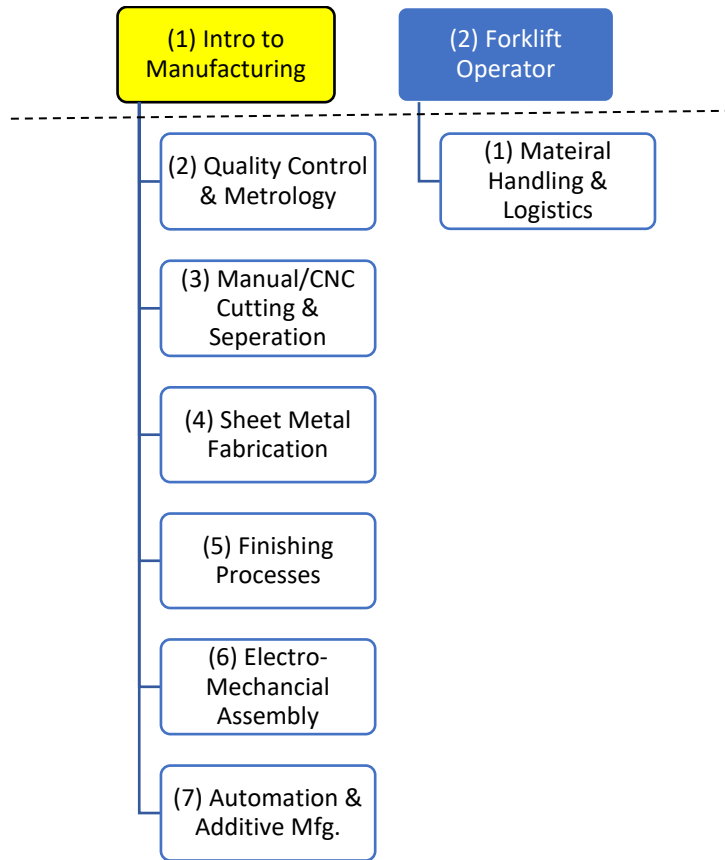 (1) Intro to
Manufacturing
(2) Forklift
Operator
(2) Quality Control
& Metrology
(1) Mateiral
Handling &
Logistics
(3) Manual/CNC
Cutting &
Seperation
(4) Sheet Metal
Fabrication
(5) Finishing
Processes
(6) Electro-
Mechancial
Assembly
(7) Automation &
Additive Mfg.